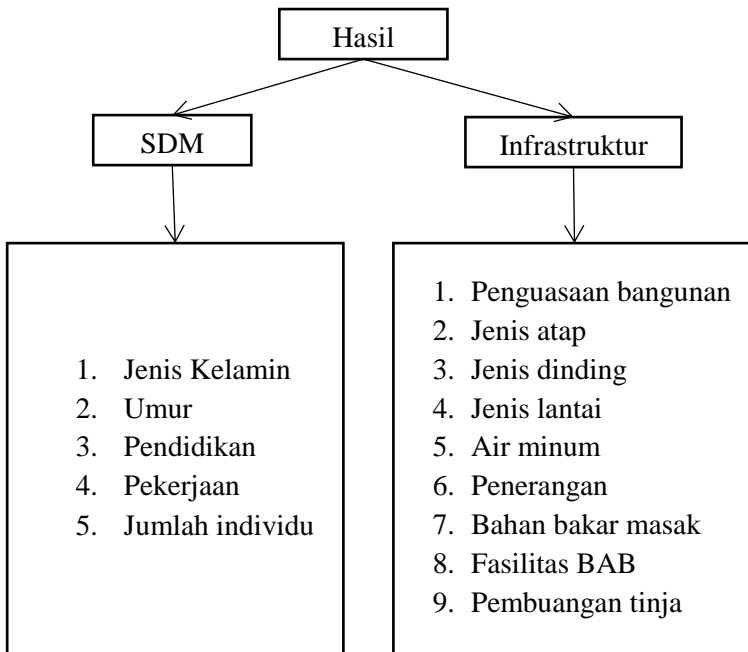 Hasil
SDM
Infrastruktur
1. Jenis Kelamin
2. Umur
3. Pendidikan
4. Pekerjaan
5. Jumlah individu
1. Penguasaan bangunan
2. Jenis atap
3. Jenis dinding
4. Jenis lantai
5. Air minum
6. Penerangan
7. Bahan bakar masak
8. Fasilitas BAB
9. Pembuangan tinja